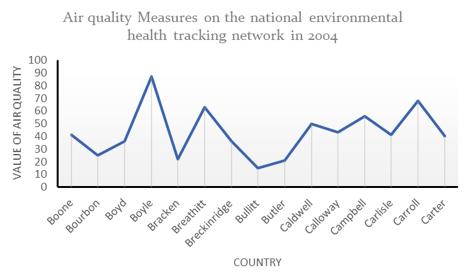 Air quality Measures on the national environmental
health tracking network in 2004
VALUE OF AIR QUALITY
100
90
80
70
60
50
40
30
20
10
0
Boone
Bourbon
Boyd
Boyle
Bracken
Breathitt
Breckinridge
Bullitt
Butler
Caldwell
Calloway
Campbell
Carlisle
Carroll
Carter
COUNTRY